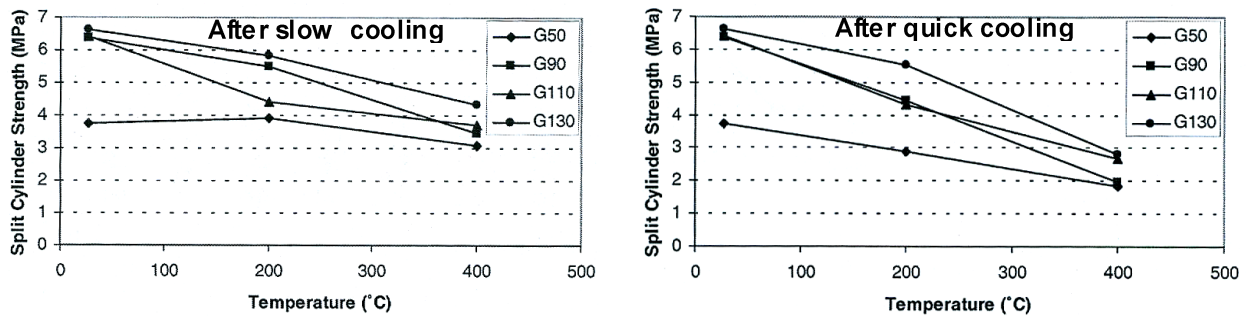 After slow cooling
Split Cylinder Strength (MPa)
7
6
5
4
3
2
1
0
0 100 200 300 400 500
Temperature (˚C)
G50
G90
G110
G130
After quick cooling
Split Cylinder Strength (MPa)
7
6
5
4
3
2
1
0
0 100 200 300 400 500
Temperature (˚C)
G50
G90
G110
G130